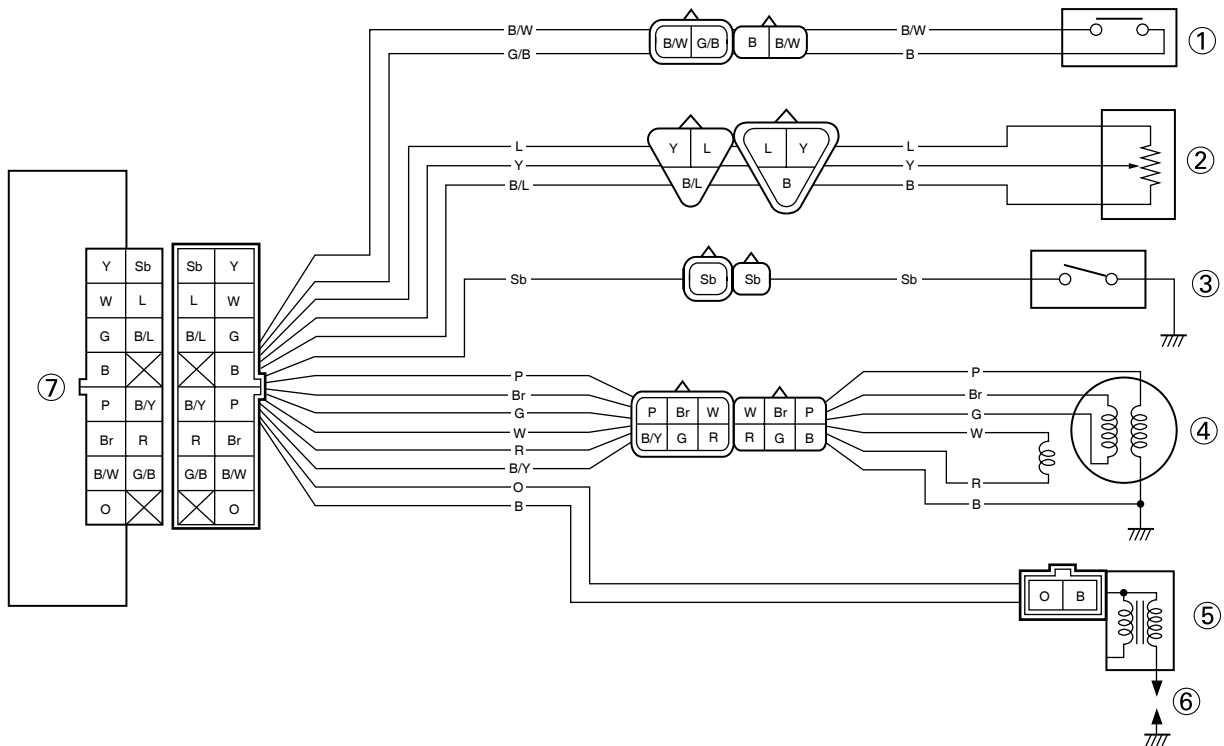 B/W B/W G/B B B/W B/W ①
G/B B
L Y L L Y L ②
Y Y
B/L B/L B B
Sb Sb Sb Sb ③
Y Sb Sb Y
W L L W
G B/L B/L G
B B
⑦
P B/Y B/Y P
Br R R Br
B/W G/B G/B B/W
O O
P P
Br P Br W W Br P Br
G G
W B/Y G R R G B W ④
R R
B/Y B
O
B
O B ⑤
⑥